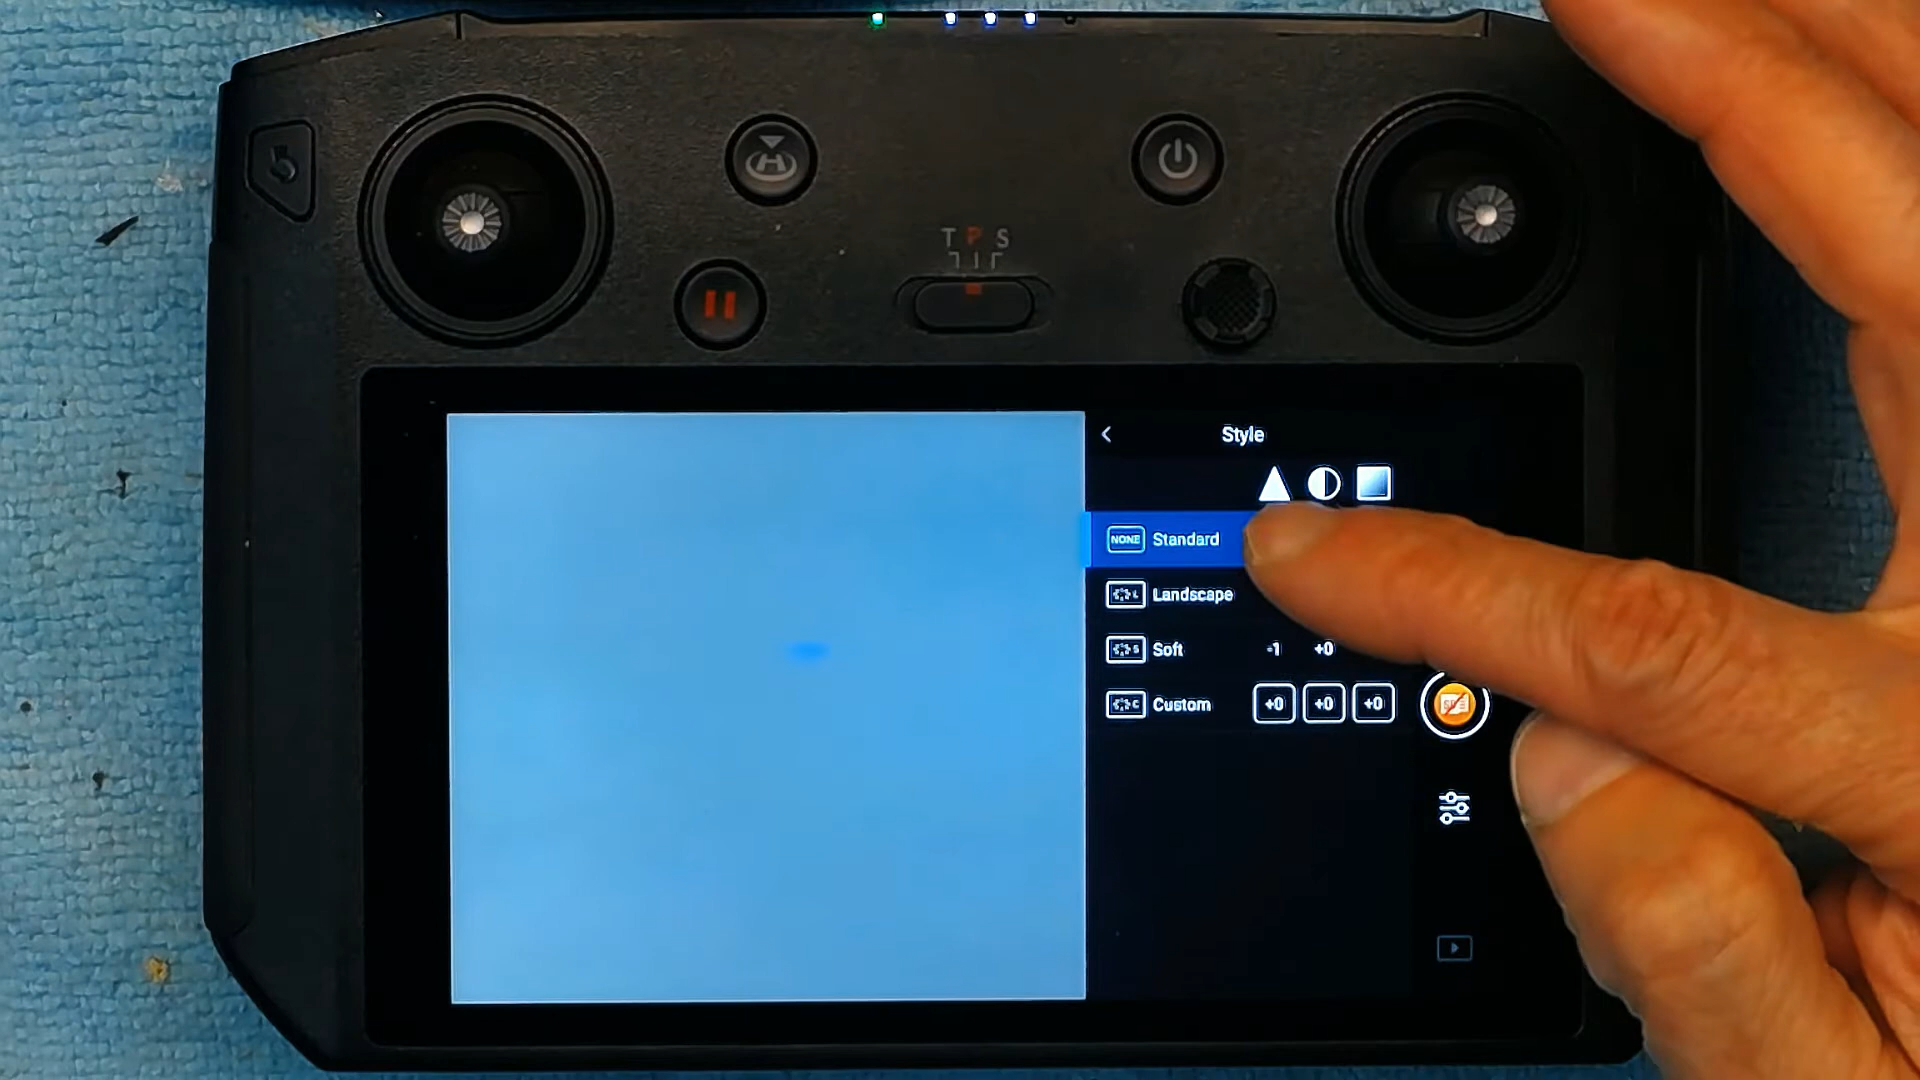 T P S
Style
NONE Standard
L Landscape
S Soft -1 +0
C Custom +0 +0 +0